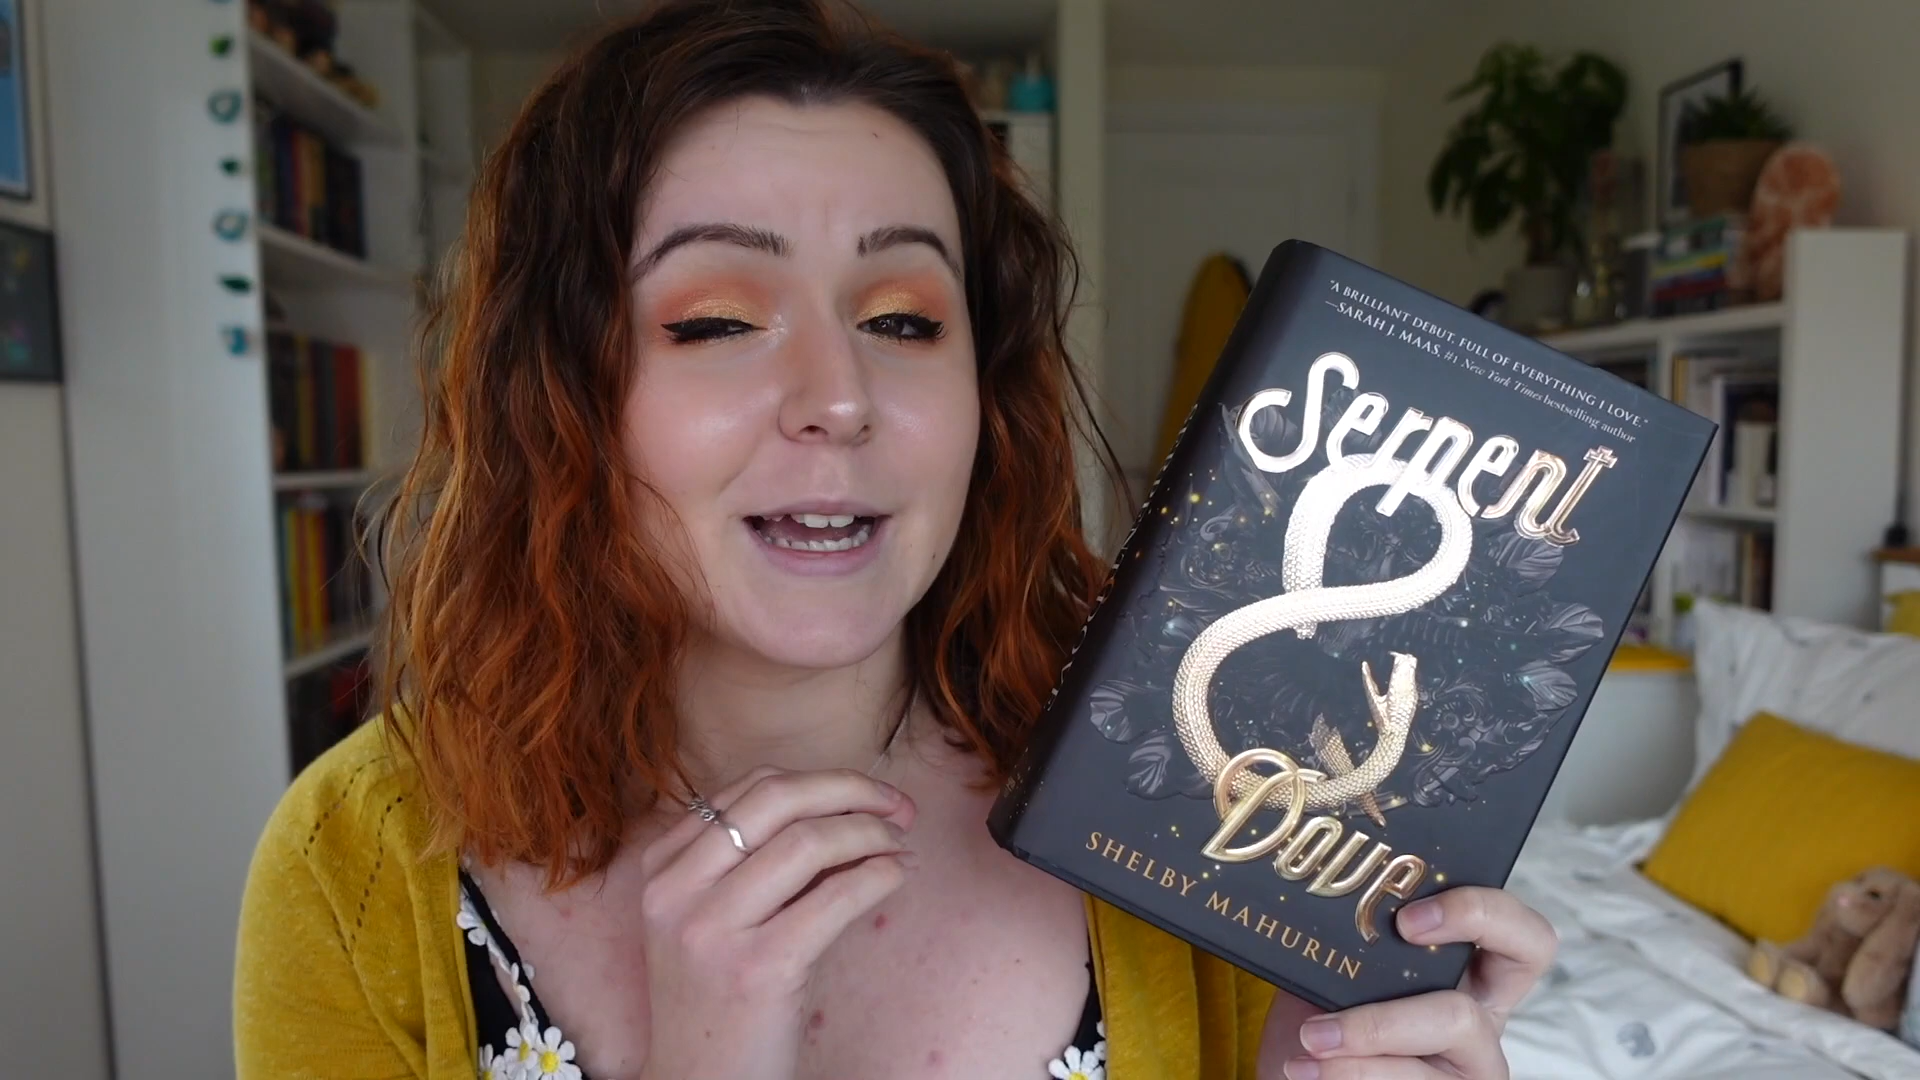 "A BRILLIANT DEBUT, FULL OF EVERYTHING I LOVE."
—SARAH J. MAAS, #1 New York Times bestselling author
Serpent
&
Dove
SHELBY MAHURIN